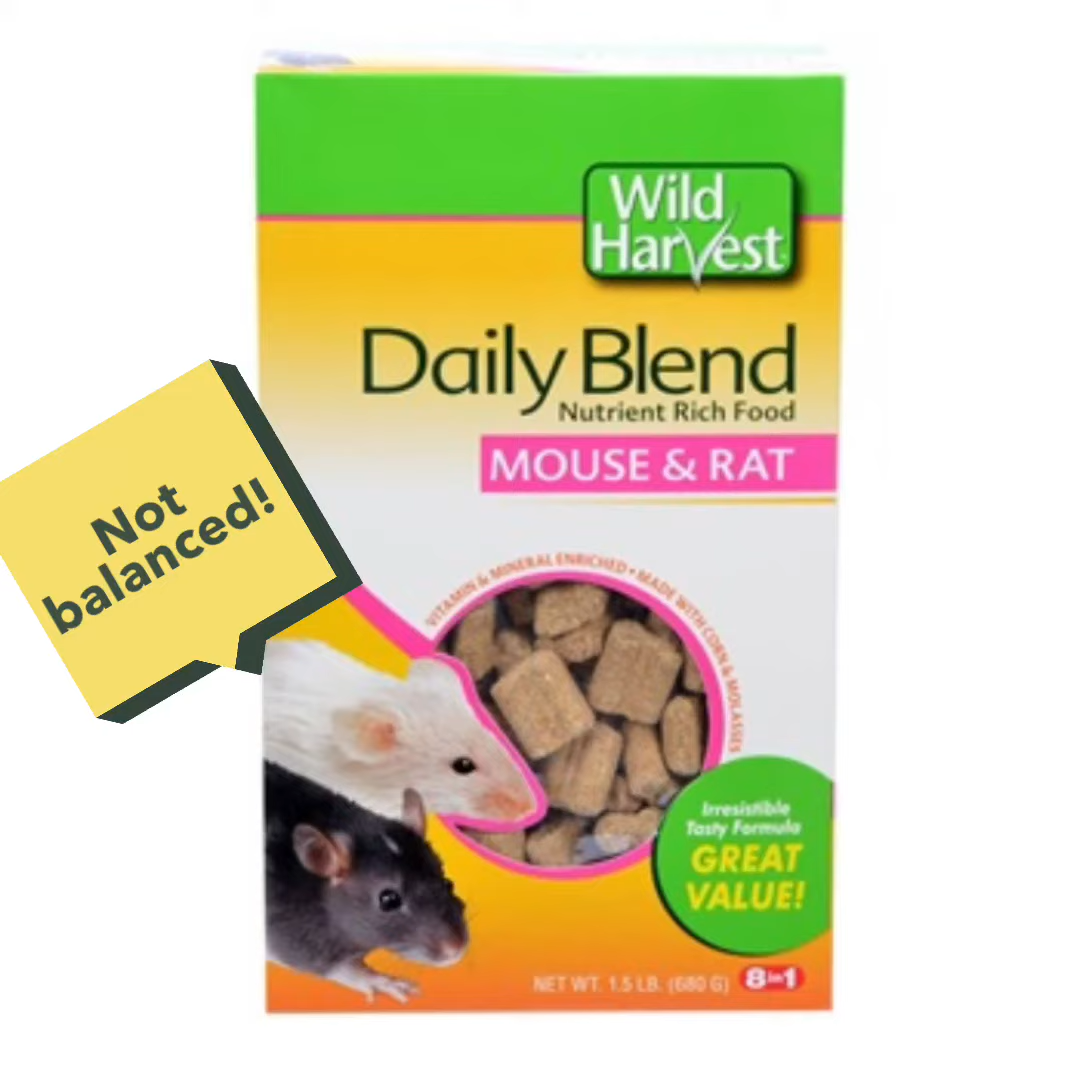 Wild
Harvest
Daily Blend
Nutrient Rich Food
MOUSE & RAT
Not
balanced!
VITAMIN & MINERAL ENRICHED • MADE WITH CORN & MOLASSES
Irresistible
Tasty Formula
GREAT
VALUE!
NET WT. 1.5 LB. (680 G)
8in1